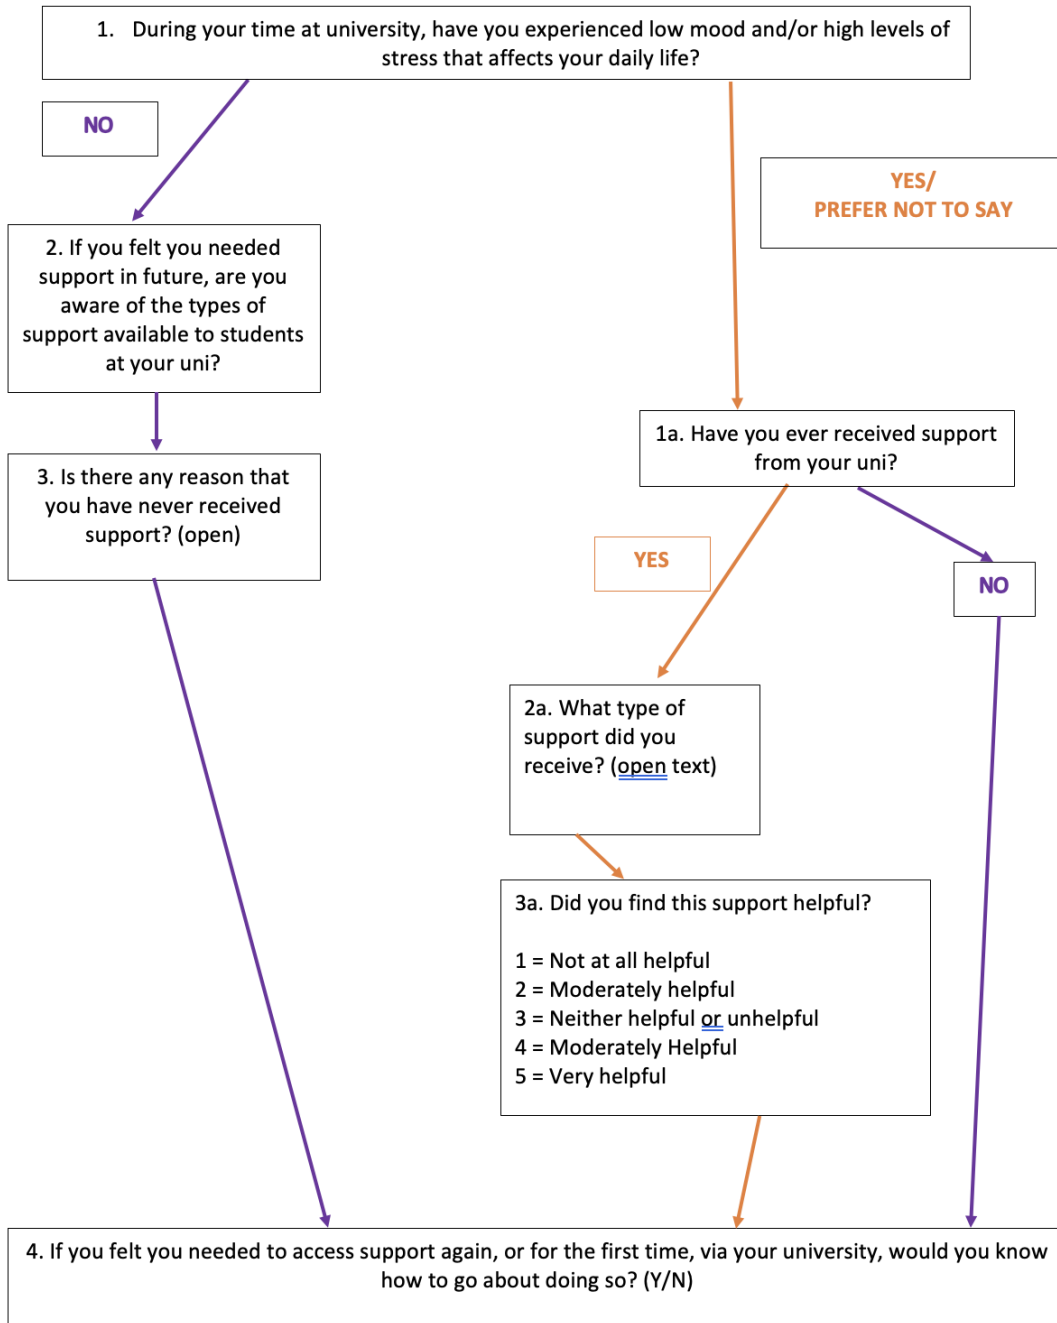 1. During your time at university, have you experienced low mood and/or high levels of
stress that affects your daily life?
NO
YES/
PREFER NOT TO SAY
2. If you felt you needed
support in future, are you
aware of the types of
support available to students
at your uni?
1a. Have you ever received support
from your uni?
3. Is there any reason that
you have never received
support? (open)
YES
NO
2a. What type of
support did you
receive? (open text)
3a. Did you find this support helpful?
1 = Not at all helpful
2 = Moderately helpful
3 = Neither helpful or unhelpful
4 = Moderately Helpful
5 = Very helpful
4. If you felt you needed to access support again, or for the first time, via your university, would you know
how to go about doing so? (Y/N)